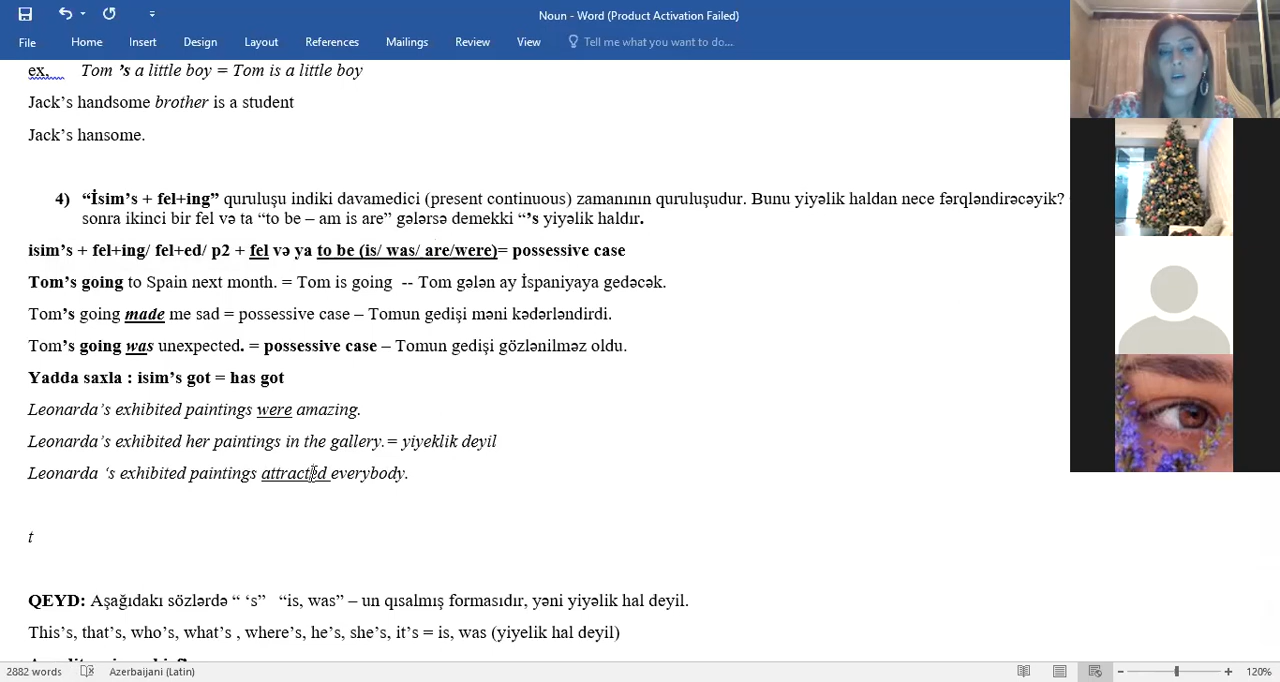 Noun - Word (Product Activation Failed)
File Home Insert Design Layout References Mailings Review View Tell me what you want to do...
ex. Tom 's a little boy = Tom is a little boy
Jack's handsome brother is a student
Jack's hansome.
4) “İsim’s + fel+ing” quruluşu indiki davamedici (present continuous) zamanının quruluşudur. Bunu yiyəlik haldan nece fərqləndirəcəyik?
sonra ikinci bir fel və ta “to be – am is are” gələrsə demekki “’s yiyəlik haldır.
isim’s + fel+ing/ fel+ed/ p2 + fel və ya to be (is/ was/ are/were)= possessive case
Tom’s going to Spain next month. = Tom is going -- Tom gələn ay İspaniyaya gedəcək.
Tom’s going made me sad = possessive case – Tomun gedişi məni kədərləndirdi.
Tom’s going was unexpected. = possessive case – Tomun gedişi gözlənilməz oldu.
Yadda saxla : isim’s got = has got
Leonarda’s exhibited paintings were amazing.
Leonarda’s exhibited her paintings in the gallery.= yiyeklik deyil
Leonarda ‘s exhibited paintings attracted everybody.
t
QEYD: Aşağıdakı sözlərdə “ ‘s” “is, was” – un qısalmış formasıdır, yəni yiyəlik hal deyil.
This’s, that’s, who’s, what’s , where’s, he’s, she’s, it’s = is, was (yiyelik hal deyil)
2882 words Azerbaijani (Latin) 120%